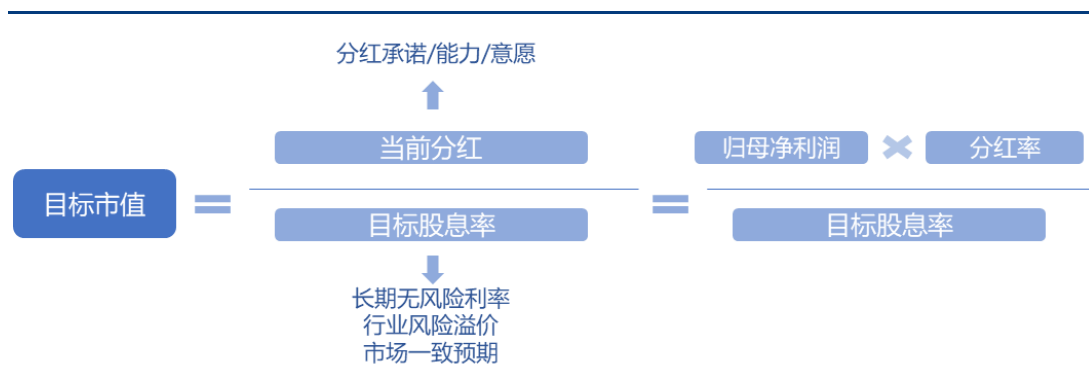 分红承诺/能力/意愿
当前分红
归母净利润
分红率
目标市值
目标股息率
目标股息率
长期无风险利率
行业风险溢价
市场一致预期